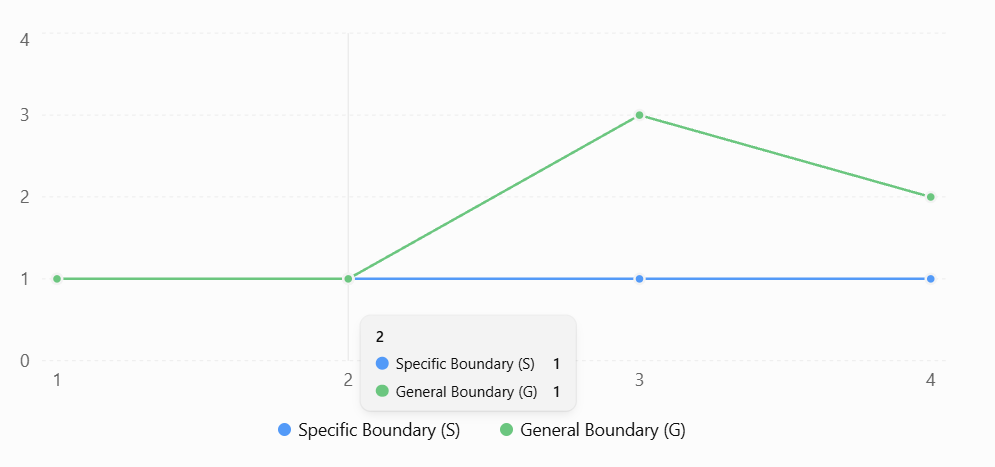 4
3
2
1
0
1 2 3 4
2
Specific Boundary (S) 1
General Boundary (G) 1
Specific Boundary (S) General Boundary (G)